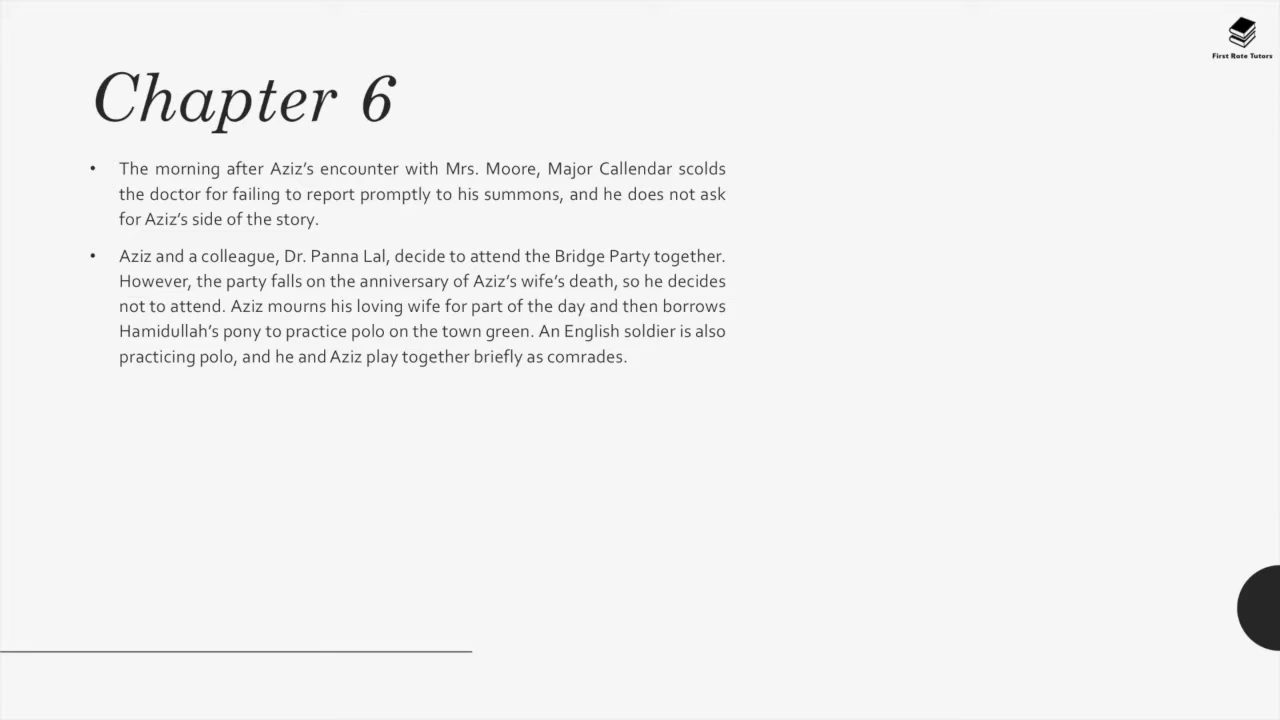 First Rate Tutors
Chapter 6
• The morning after Aziz’s encounter with Mrs. Moore, Major Callendar scolds
the doctor for failing to report promptly to his summons, and he does not ask
for Aziz’s side of the story.
• Aziz and a colleague, Dr. Panna Lal, decide to attend the Bridge Party together.
However, the party falls on the anniversary of Aziz’s wife’s death, so he decides
not to attend. Aziz mourns his loving wife for part of the day and then borrows
Hamidullah’s pony to practice polo on the town green. An English soldier is also
practicing polo, and he and Aziz play together briefly as comrades.